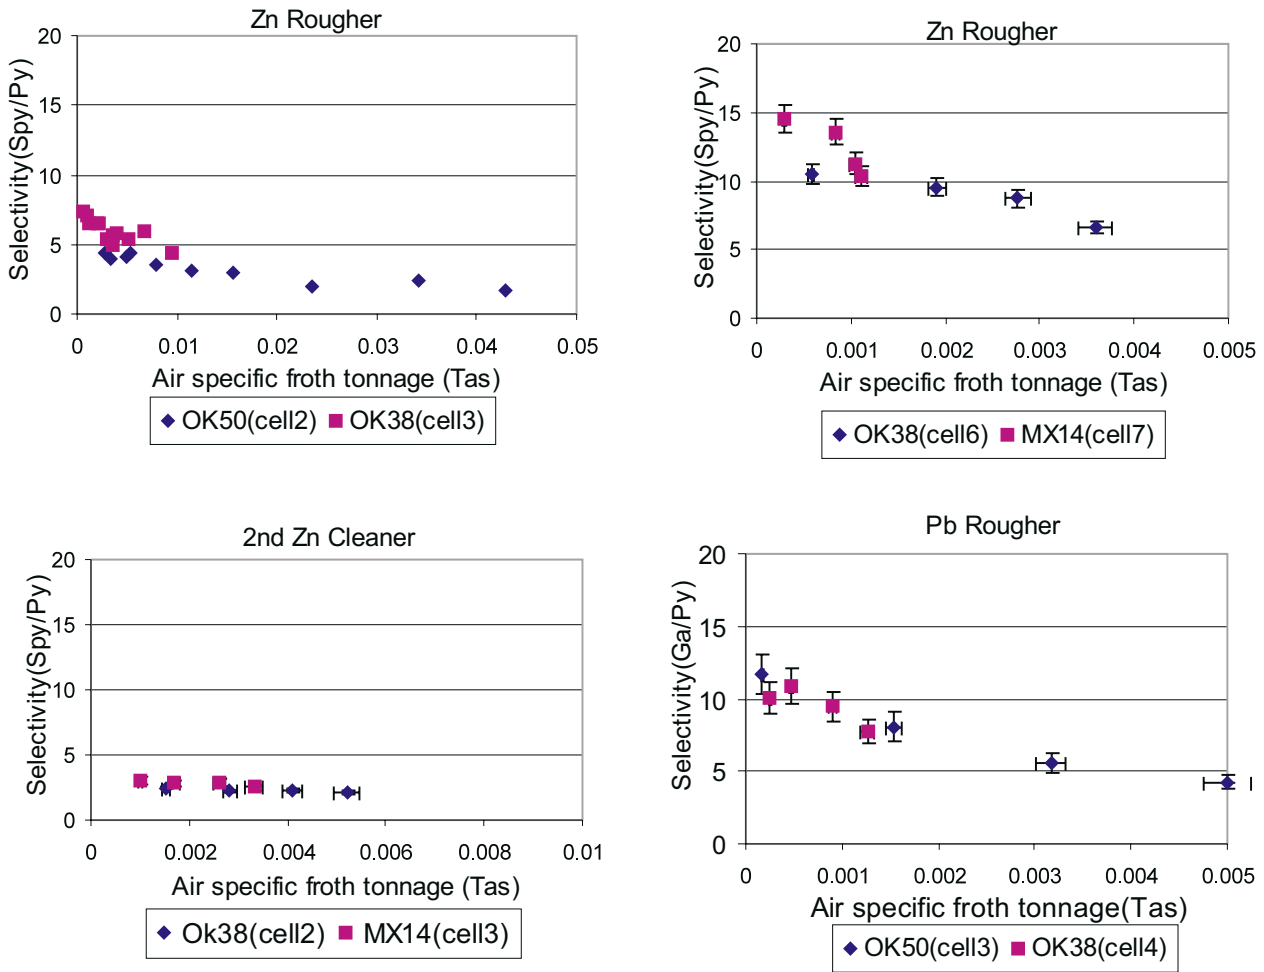 Zn Rougher
20
15
10
5
0
Selectivity(Spy/Py)
0 0.01 0.02 0.03 0.04 0.05
Air specific froth tonnage (Tas)
OK50(cell2) OK38(cell3)
Zn Rougher
20
15
10
5
0
Selectivity(Spy/Py)
0 0.001 0.002 0.003 0.004 0.005
Air specific froth tonnage (Tas)
OK38(cell6) MX14(cell7)
2nd Zn Cleaner
20
15
10
5
0
Selectivity(Spy/Py)
0 0.002 0.004 0.006 0.008 0.01
Air specific froth tonnage (Tas)
Ok38(cell2) MX14(cell3)
Pb Rougher
20
15
10
5
0
Selectivity(Ga/Py)
0 0.001 0.002 0.003 0.004 0.005
Air specific froth tonnage(Tas)
OK50(cell3) OK38(cell4)